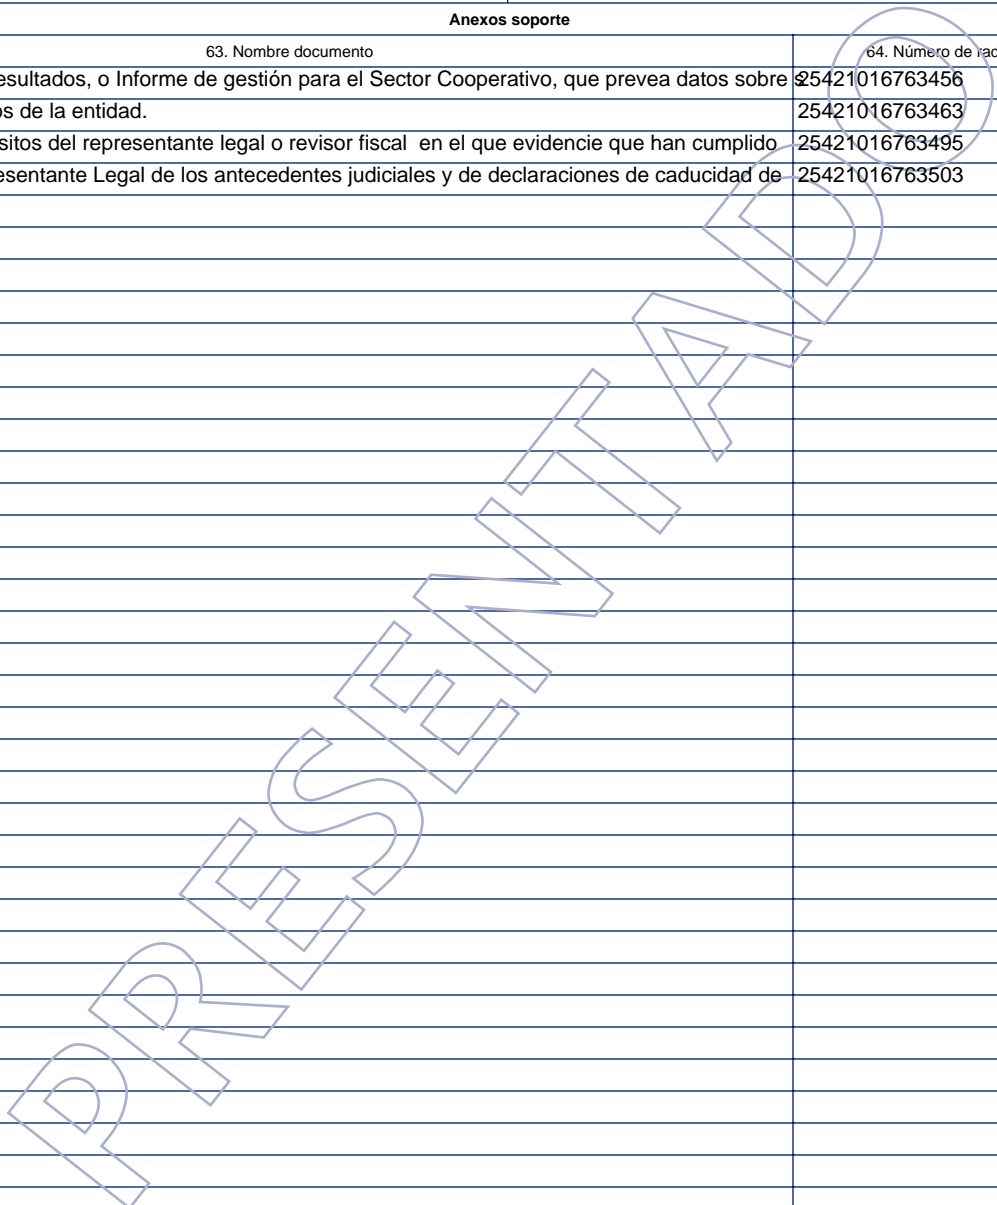 Anexos soporte
63. Nombre documento 64. Número de rad
esultados, o Informe de gestión para el Sector Cooperativo, que prevea datos sobre s 25421016763456
os de la entidad. 25421016763463
sitos del representante legal o revisor fiscal en el que evidencie que han cumplido 25421016763495
esentante Legal de los antecedentes judiciales y de declaraciones de caducidad de 25421016763503
PRESENTADO